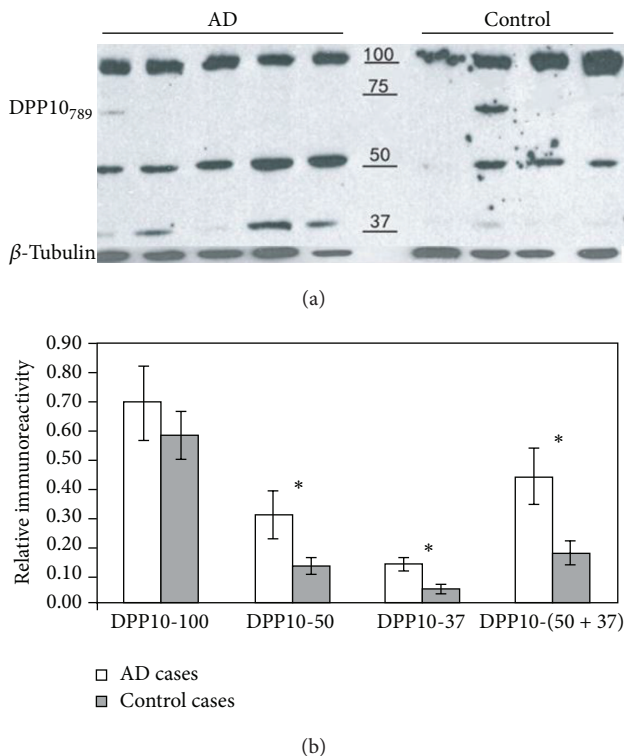 AD Control
100
75
DPP10789
50
37
β-Tubulin
(a)
0.90
0.80
0.70
0.60
0.50
0.40
0.30
0.20
0.10
0.00
Relative immunoreactivity
*
*
*
DPP10-100 DPP10-50 DPP10-37 DPP10-(50 + 37)
AD cases
Control cases
(b)